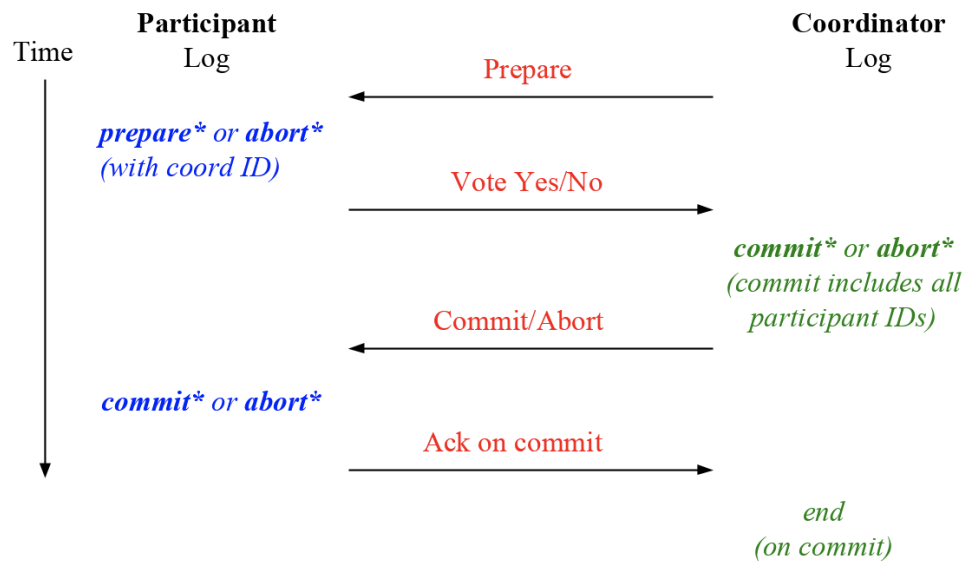 Participant
Coordinator
Time
Log
Log
Prepare
prepare* or abort*
(with coord ID)
Vote Yes/No
commit* or abort*
(commit includes all
participant IDs)
Commit/Abort
commit* or abort*
Ack on commit
end
(on commit)